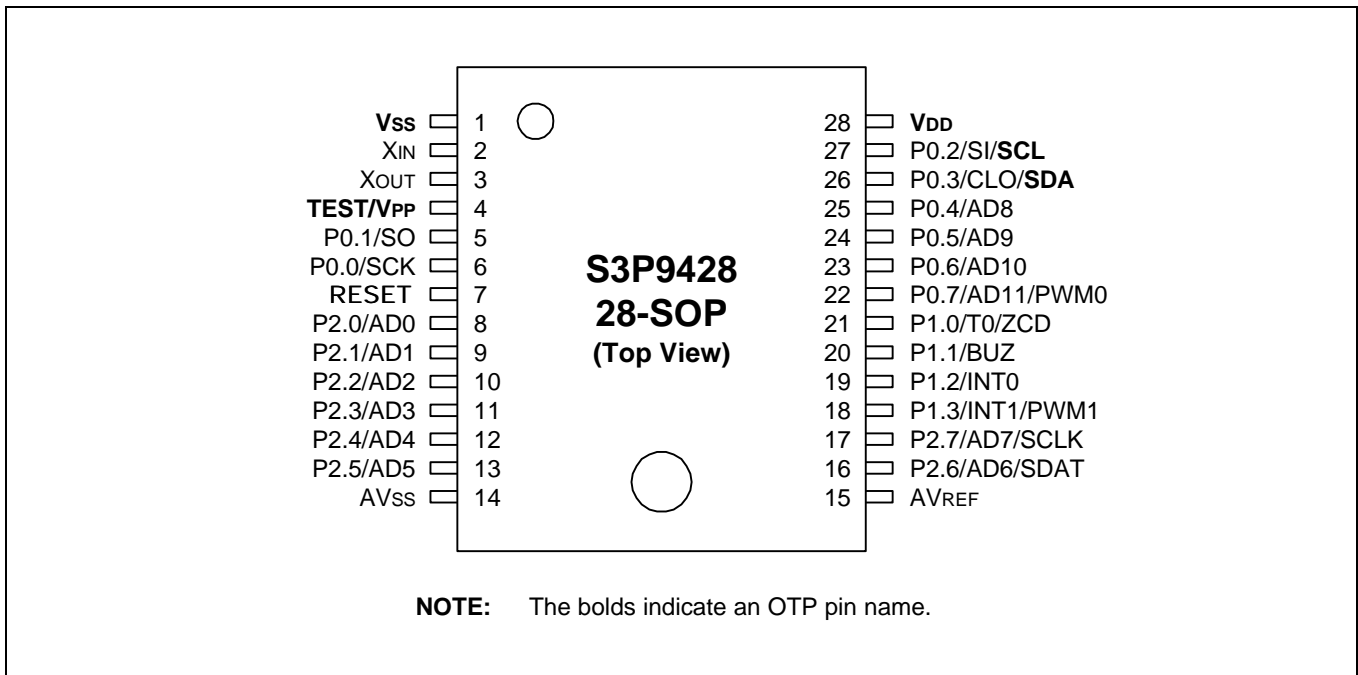 VSS 1 28 VDD
XIN 2 27 P0.2/SI/SCL
XOUT 3 26 P0.3/CLO/SDA
TEST/VPP 4 25 P0.4/AD8
P0.1/SO 5 24 P0.5/AD9
P0.0/SCK 6 23 P0.6/AD10
RESET 7 22 P0.7/AD11/PWM0
P2.0/AD0 8 21 P1.0/T0/ZCD
P2.1/AD1 9 20 P1.1/BUZ
P2.2/AD2 10 19 P1.2/INT0
P2.3/AD3 11 18 P1.3/INT1/PWM1
P2.4/AD4 12 17 P2.7/AD7/SCLK
P2.5/AD5 13 16 P2.6/AD6/SDAT
AVSS 14 15 AVREF
S3P9428
28-SOP
(Top View)
NOTE: The bolds indicate an OTP pin name.